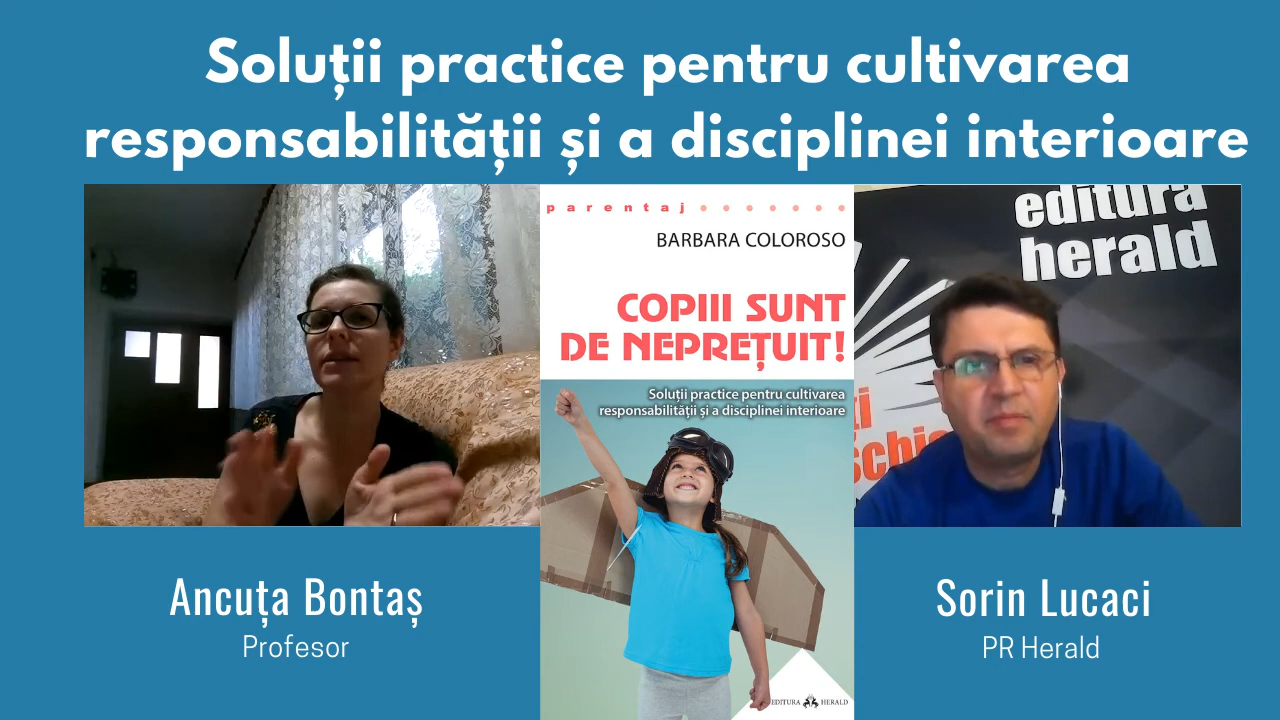 Soluții practice pentru cultivarea
responsabilității și a disciplinei interioare
parentaj
BARBARA COLOROSO
COPIII SUNT
DE NEPREȚUIT!
Soluții practice pentru cultivarea
responsabilității și a disciplinei interioare
EDITURA HERALD
editura
herald
Ancuța Bontaș
Profesor
Sorin Lucaci
PR Herald